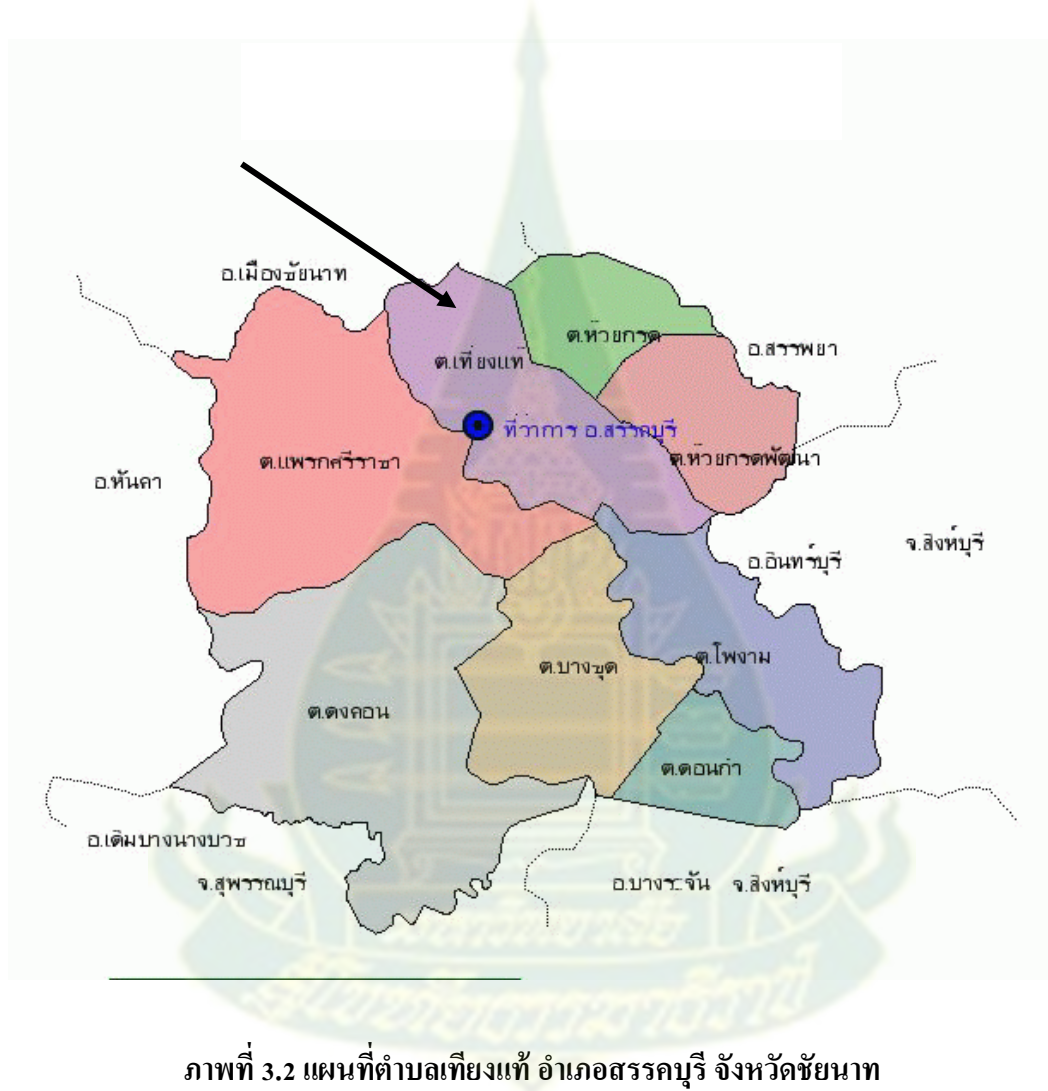 อ.เมืองชัยนาท
ต.ห้วยกรด
อ.สรรพยา
ต.เที่ยงแท้
ที่ว่าการ อ.สรรคบุรี
ต.แพรกศรีราชา
ต.ห้วยกรดพัฒนา
อ.หันคา
จ.สิงห์บุรี
อ.อินทร์บุรี
ต.โพงาม
ต.บางขุด
ต.ดงคอน
ต.ดอนกำ
อ.เดิมบางนางบวช
จ.สุพรรณบุรี
อ.บางระจัน จ.สิงห์บุรี
ภาพที่ 3.2 แผนที่ตำบลเทียงแท้ อำเภอสรรคบุรี จังหวัดชัยนาท